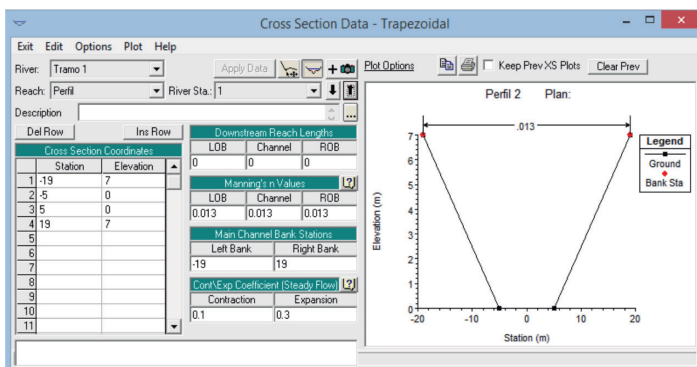 Cross Section Data - Trapezoidal
Exit Edit Options Plot Help
River: Tramo 1
Apply Data
Reach: Perfil River Sta.: 1
Description
Del Row Ins Row
Cross Section Coordinates
Station Elevation
1 -19 7
2 -5 0
3 5 0
4 19 7
5
6
7
8
9
10
11
Downstream Reach Lengths
LOB Channel ROB
0 0 0
Manning's n Values
LOB Channel ROB
0.013 0.013 0.013
Main Channel Bank Stations
Left Bank Right Bank
-19 19
Cont\Exp Coefficient (Steady Flow)
Contraction Expansion
0.1 0.3
Plot Options Keep Prev XS Plots Clear Prev
Perfil 2 Plan:
.013
Legend
Ground
Bank Sta
Elevation (m)
7
6
5
4
3
2
1
0
-20 -10 0 10 20
Station (m)